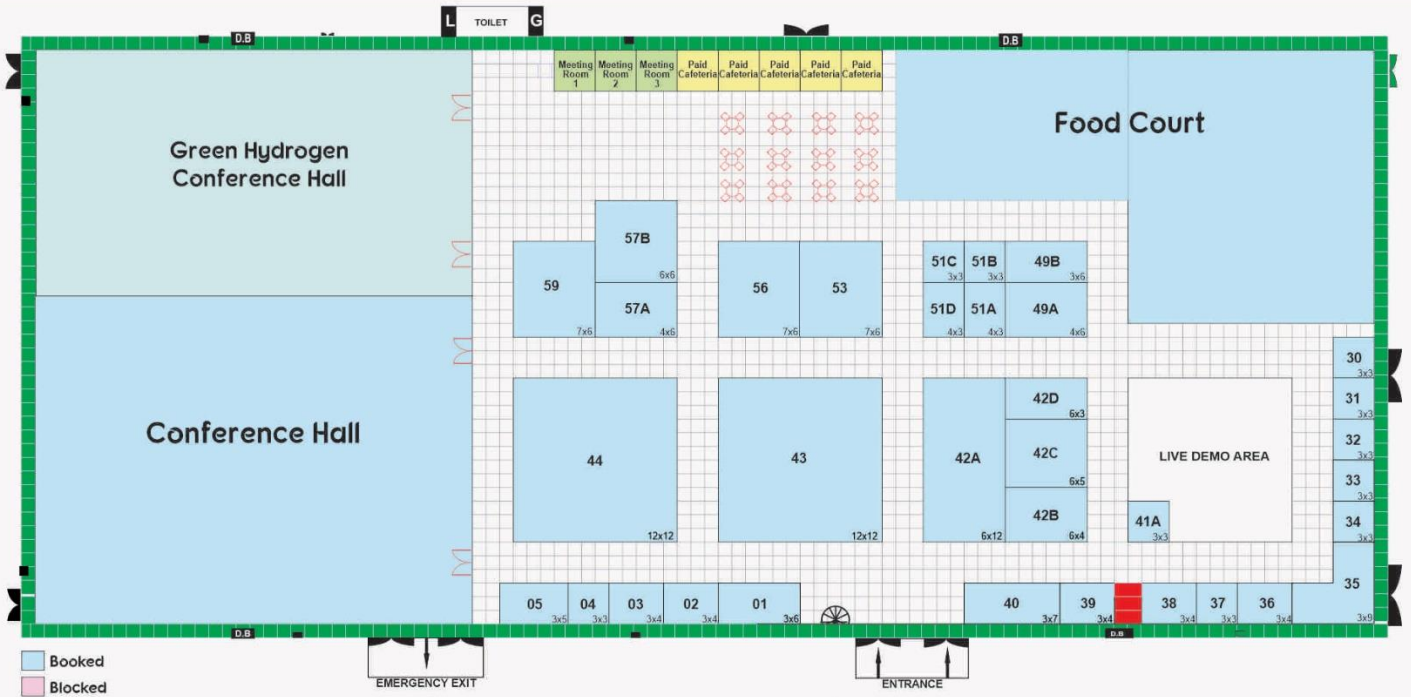 L TOILET G
D.B
D.B
Meeting Room 1
Meeting Room 2
Meeting Room 3
Paid Cafeteria
Paid Cafeteria
Paid Cafeteria
Paid Cafeteria
Paid Cafeteria
Green Hydrogen
Conference Hall
Food Court
57B
6x6
59
7x6
57A
4x6
56
7x6
53
7x6
51C
3x3
51B
3x3
49B
3x6
51D
4x3
51A
4x3
49A
4x6
30
3x3
31
3x3
32
3x3
33
3x3
34
3x3
35
3x9
Conference Hall
44
12x12
43
12x12
42A
6x12
42D
6x3
42C
6x5
42B
6x4
LIVE DEMO AREA
41A
3x3
05
3x5
04
3x3
03
3x4
02
3x4
01
3x6
40
3x7
39
3x4
38
3x4
37
3x3
36
3x4
D.B
D.B
EMERGENCY EXIT
ENTRANCE
Booked
Blocked